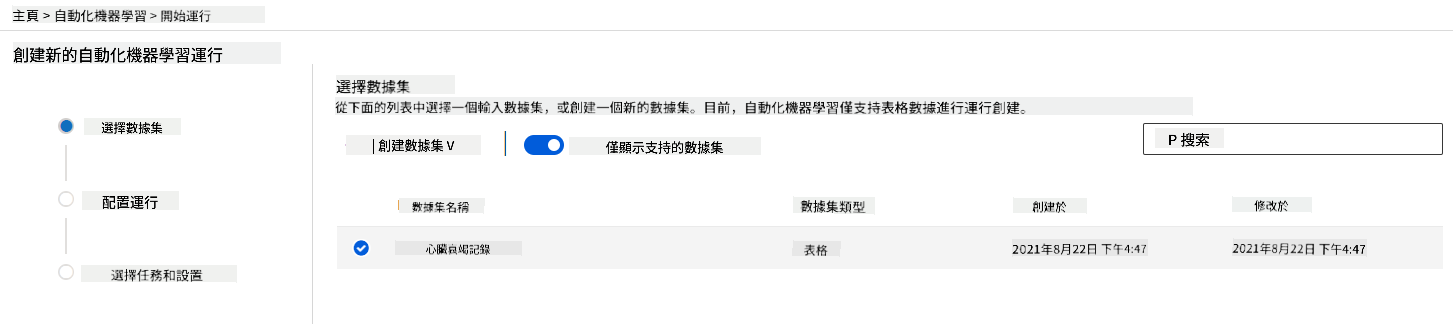 主頁 > 自動化機器學習 > 開始運行
創建新的自動化機器學習運行
選擇數據集
配置運行
選擇任務和設置
選擇數據集
從下面的列表中選擇一個輸入數據集，或創建一個新的數據集。目前，自動化機器學習僅支持表格數據進行運行創建。
| 創建數據集 V
僅顯示支持的數據集
P 搜索
數據集名稱 數據集類型 創建於 修改於
心臟衰竭記錄 表格 2021年8月22日 下午4:47 2021年8月22日 下午4:47